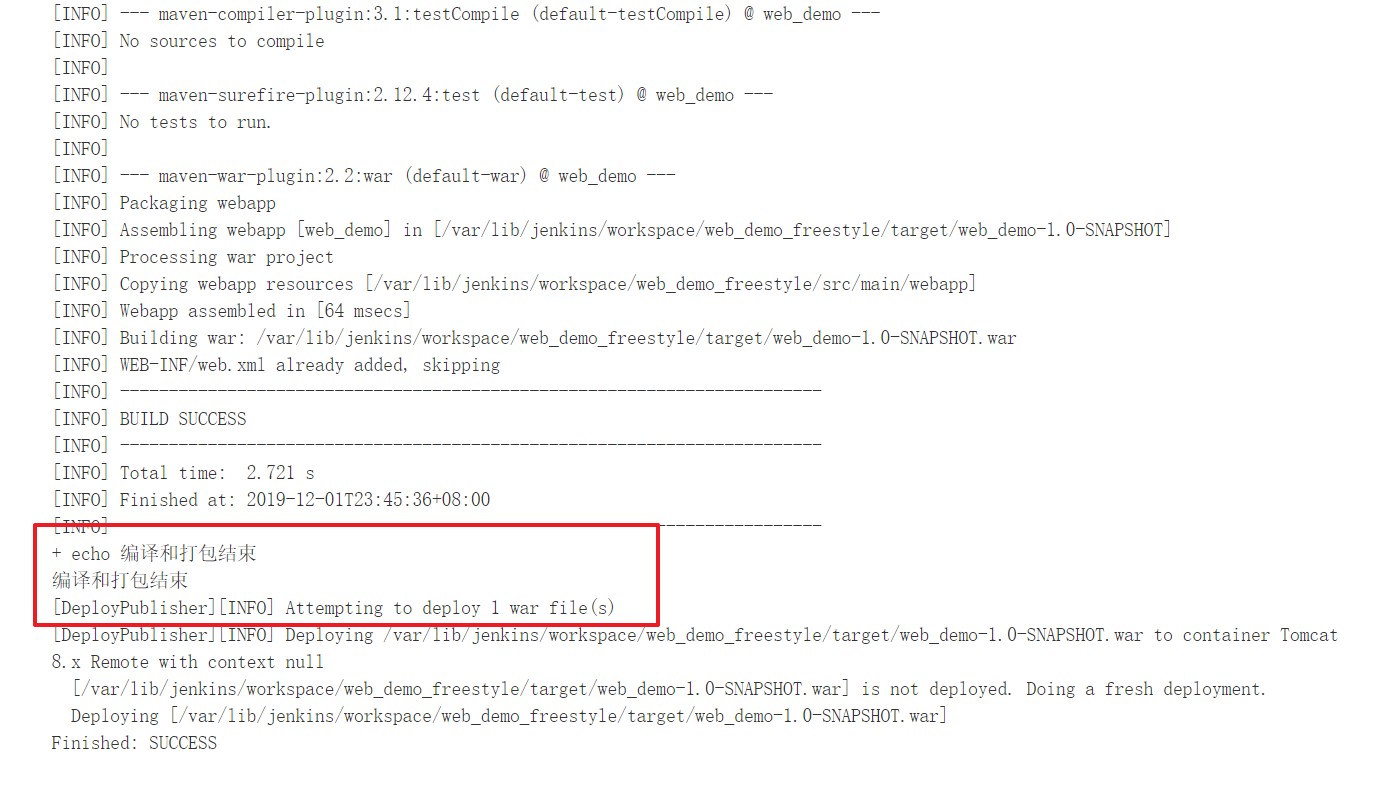 [INFO] --- maven-compiler-plugin:3.1:testCompile (default-testCompile) @ web_demo ---
[INFO] No sources to compile
[INFO]
[INFO] --- maven-surefire-plugin:2.12.4:test (default-test) @ web_demo ---
[INFO] No tests to run.
[INFO]
[INFO] --- maven-war-plugin:2.2:war (default-war) @ web_demo ---
[INFO] Packaging webapp
[INFO] Assembling webapp [web_demo] in [/var/lib/jenkins/workspace/web_demo_freestyle/target/web_demo-1.0-SNAPSHOT]
[INFO] Processing war project
[INFO] Copying webapp resources [/var/lib/jenkins/workspace/web_demo_freestyle/src/main/webapp]
[INFO] Webapp assembled in [64 msecs]
[INFO] Building war: /var/lib/jenkins/workspace/web_demo_freestyle/target/web_demo-1.0-SNAPSHOT.war
[INFO] WEB-INF/web.xml already added, skipping
[INFO] ------------------------------------------------------------------------
[INFO] BUILD SUCCESS
[INFO] ------------------------------------------------------------------------
[INFO] Total time:  2.721 s
[INFO] Finished at: 2019-12-01T23:45:36+08:00
[INFO] ------------------------------------------------------------------------
+ echo 编译和打包结束
编译和打包结束
[DeployPublisher][INFO] Attempting to deploy 1 war file(s)
[DeployPublisher][INFO] Deploying /var/lib/jenkins/workspace/web_demo_freestyle/target/web_demo-1.0-SNAPSHOT.war to container Tomcat
8.x Remote with context null
[/var/lib/jenkins/workspace/web_demo_freestyle/target/web_demo-1.0-SNAPSHOT.war] is not deployed. Doing a fresh deployment.
Deploying [/var/lib/jenkins/workspace/web_demo_freestyle/target/web_demo-1.0-SNAPSHOT.war]
Finished: SUCCESS